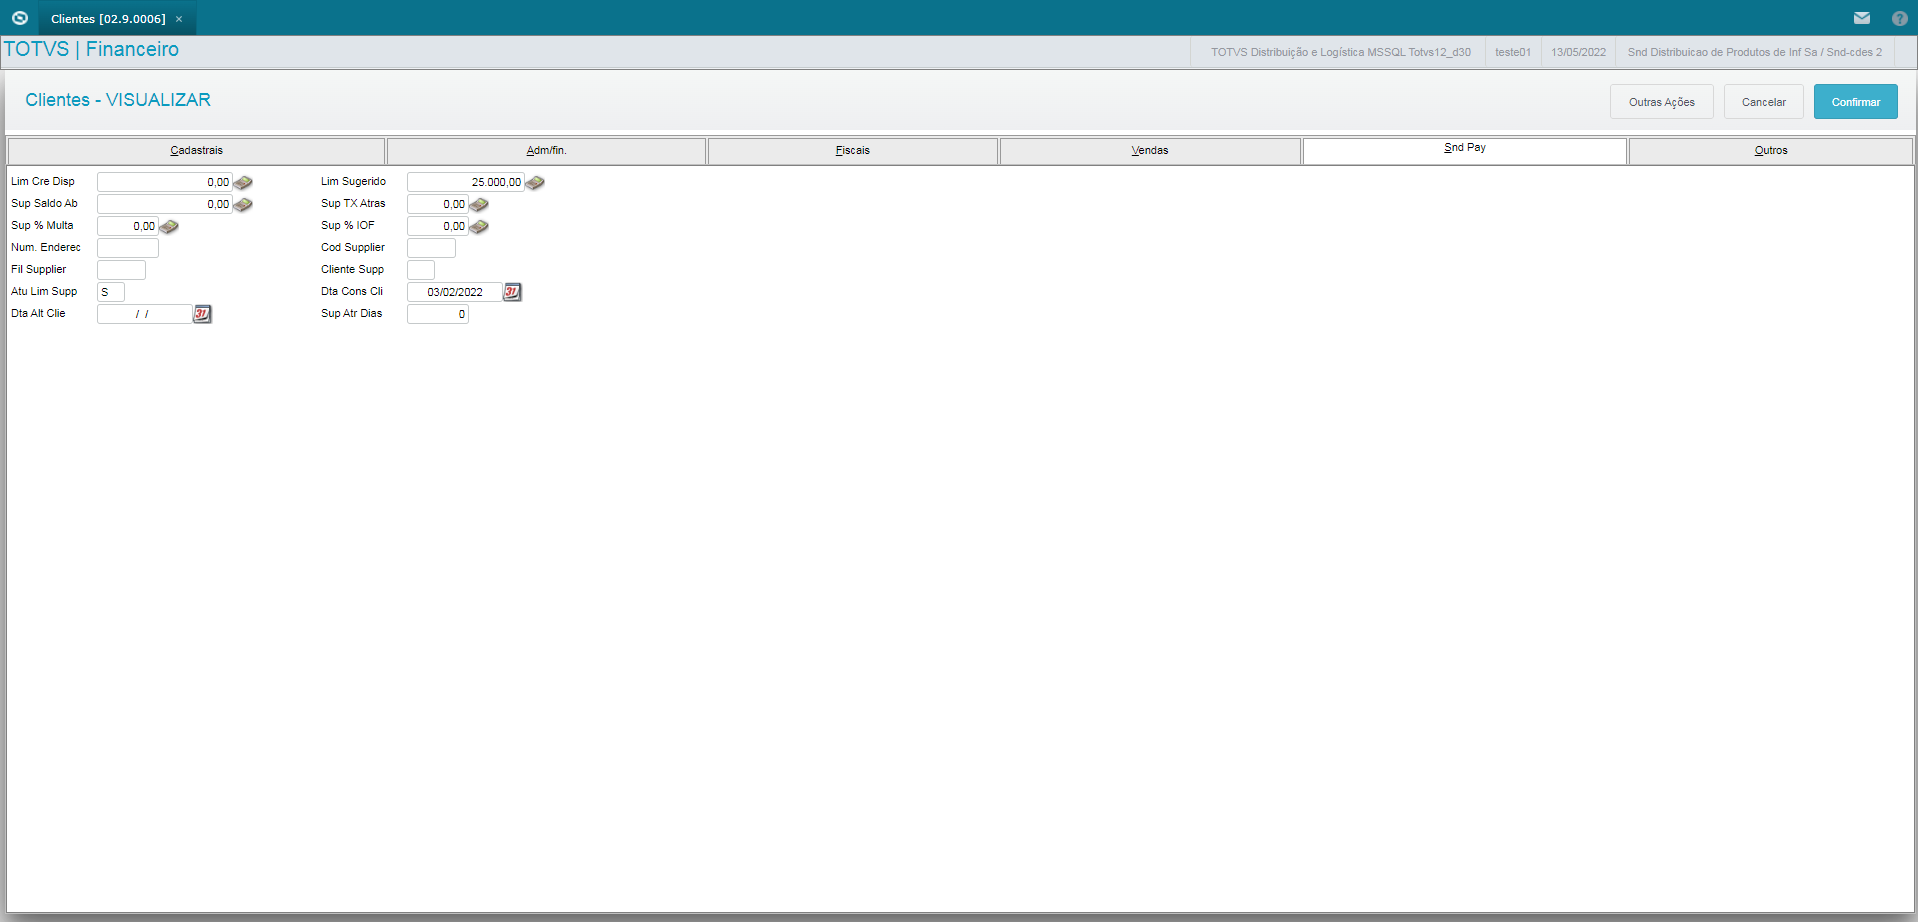 Clientes [02.9.0006] ×
TOTVS | Financeiro
TOTVS Distribuição e Logística MSSQL Totvs12_d30 teste01 13/05/2022 Snd Distribuicao de Produtos de Inf Sa / Snd-cdes 2
Clientes - VISUALIZAR
Outras Ações Cancelar Confirmar
Cadastrais Adm/fin. Fiscais Vendas Snd Pay Outros
Lim Cre Disp 0,00 Lim Sugerido 25.000,00
Sup Saldo Ab 0,00 Sup TX Atras 0,00
Sup % Multa 0,00 Sup % IOF 0,00
Num. Enderec Cod Supplier
Fil Supplier Cliente Supp
Atu Lim Supp S Dta Cons Cli 03/02/2022 31
Dta Alt Clie / / 31 Sup Atr Dias 0